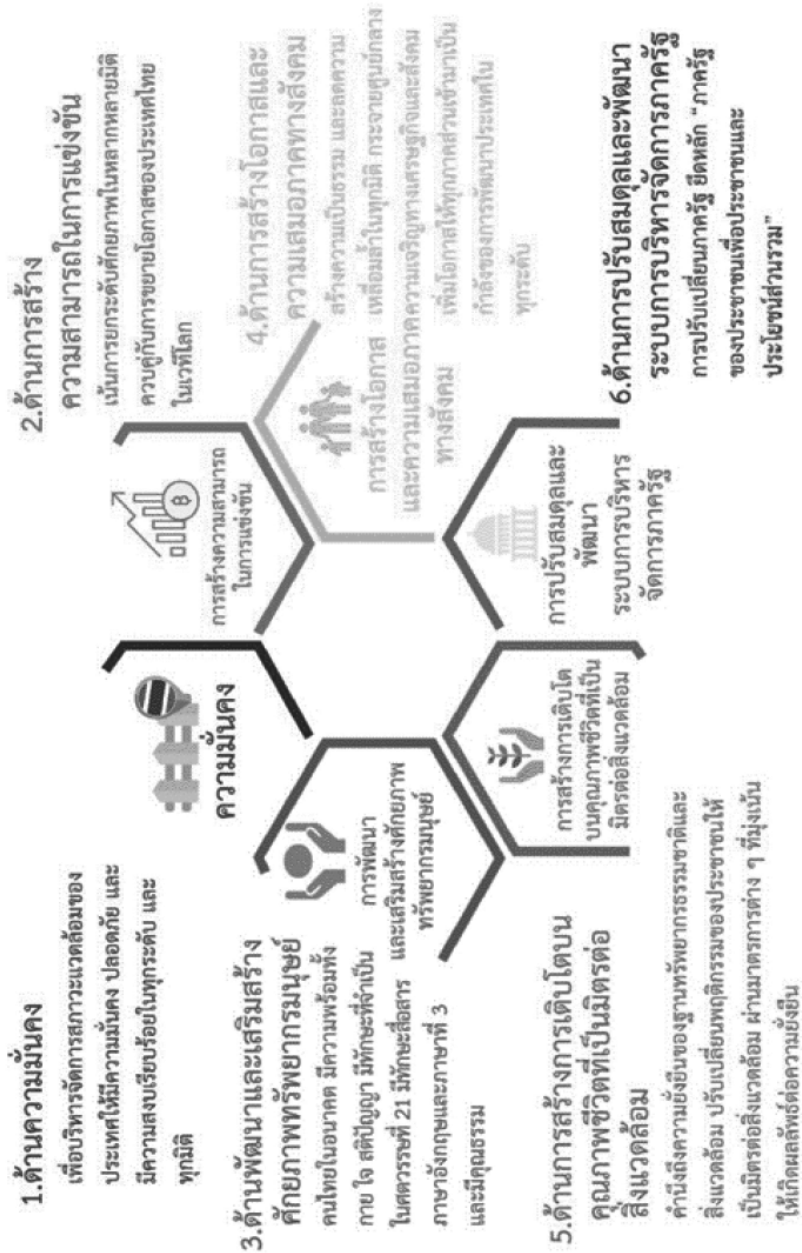 1.ด้านความมั่นคง
เพื่อบริหารจัดการสภาวะแวดล้อมของ
ประเทศให้มีความมั่นคง ปลอดภัย และ
มีความสงบเรียบร้อยในทุกระดับ และ
ทุกมิติ
ความมั่นคง
2.ด้านการสร้าง
ความสามารถในการแข่งขัน
เน้นการยกระดับศักยภาพในหลากหลายมิติ
ควบคู่กับการขยายโอกาสของประเทศไทย
ในเวทีโลก
การสร้างความสามารถ
ในการแข่งขัน
3.ด้านพัฒนาและเสริมสร้าง
ศักยภาพทรัพยากรมนุษย์
คนไทยในอนาคต มีความพร้อมทั้ง
กาย ใจ สติปัญญา มีทักษะที่จำเป็น
ในศตวรรษที่ 21 มีทักษะสื่อสาร
ภาษาอังกฤษและภาษาที่ 3
และมีคุณธรรม
การพัฒนา
และเสริมสร้างศักยภาพ
ทรัพยากรมนุษย์
4.ด้านการสร้างโอกาสและ
ความเสมอภาคทางสังคม
สร้างความเป็นธรรม และลดความ
เหลื่อมล้ำในทุกมิติ กระจายศูนย์กลาง
ความเจริญทางเศรษฐกิจและสังคม
เพิ่มโอกาสให้ทุกภาคส่วนเข้ามาเป็น
กำลังของการพัฒนาประเทศใน
ทุกระดับ
การสร้างโอกาส
และความเสมอภาค
ทางสังคม
5.ด้านการสร้างการเติบโตบน
คุณภาพชีวิตที่เป็นมิตรต่อ
สิ่งแวดล้อม
คำนึงถึงความยั่งยืนของฐานทรัพยากรธรรมชาติและ
สิ่งแวดล้อม ปรับเปลี่ยนพฤติกรรมของประชาชนให้
เป็นมิตรต่อสิ่งแวดล้อม ผ่านมาตรการต่าง ๆ ที่มุ่งเน้น
ให้เกิดผลลัพธ์ต่อความยั่งยืน
การสร้างการเติบโต
บนคุณภาพชีวิตที่เป็น
มิตรต่อสิ่งแวดล้อม
6.ด้านการปรับสมดุลและพัฒนา
ระบบการบริหารจัดการภาครัฐ
การปรับเปลี่ยนภาครัฐ ยึดหลัก "ภาครัฐ
ของประชาชนเพื่อประชาชนและ
ประโยชน์ส่วนรวม"
การปรับสมดุลและ
พัฒนา
ระบบการบริหาร
จัดการภาครัฐ